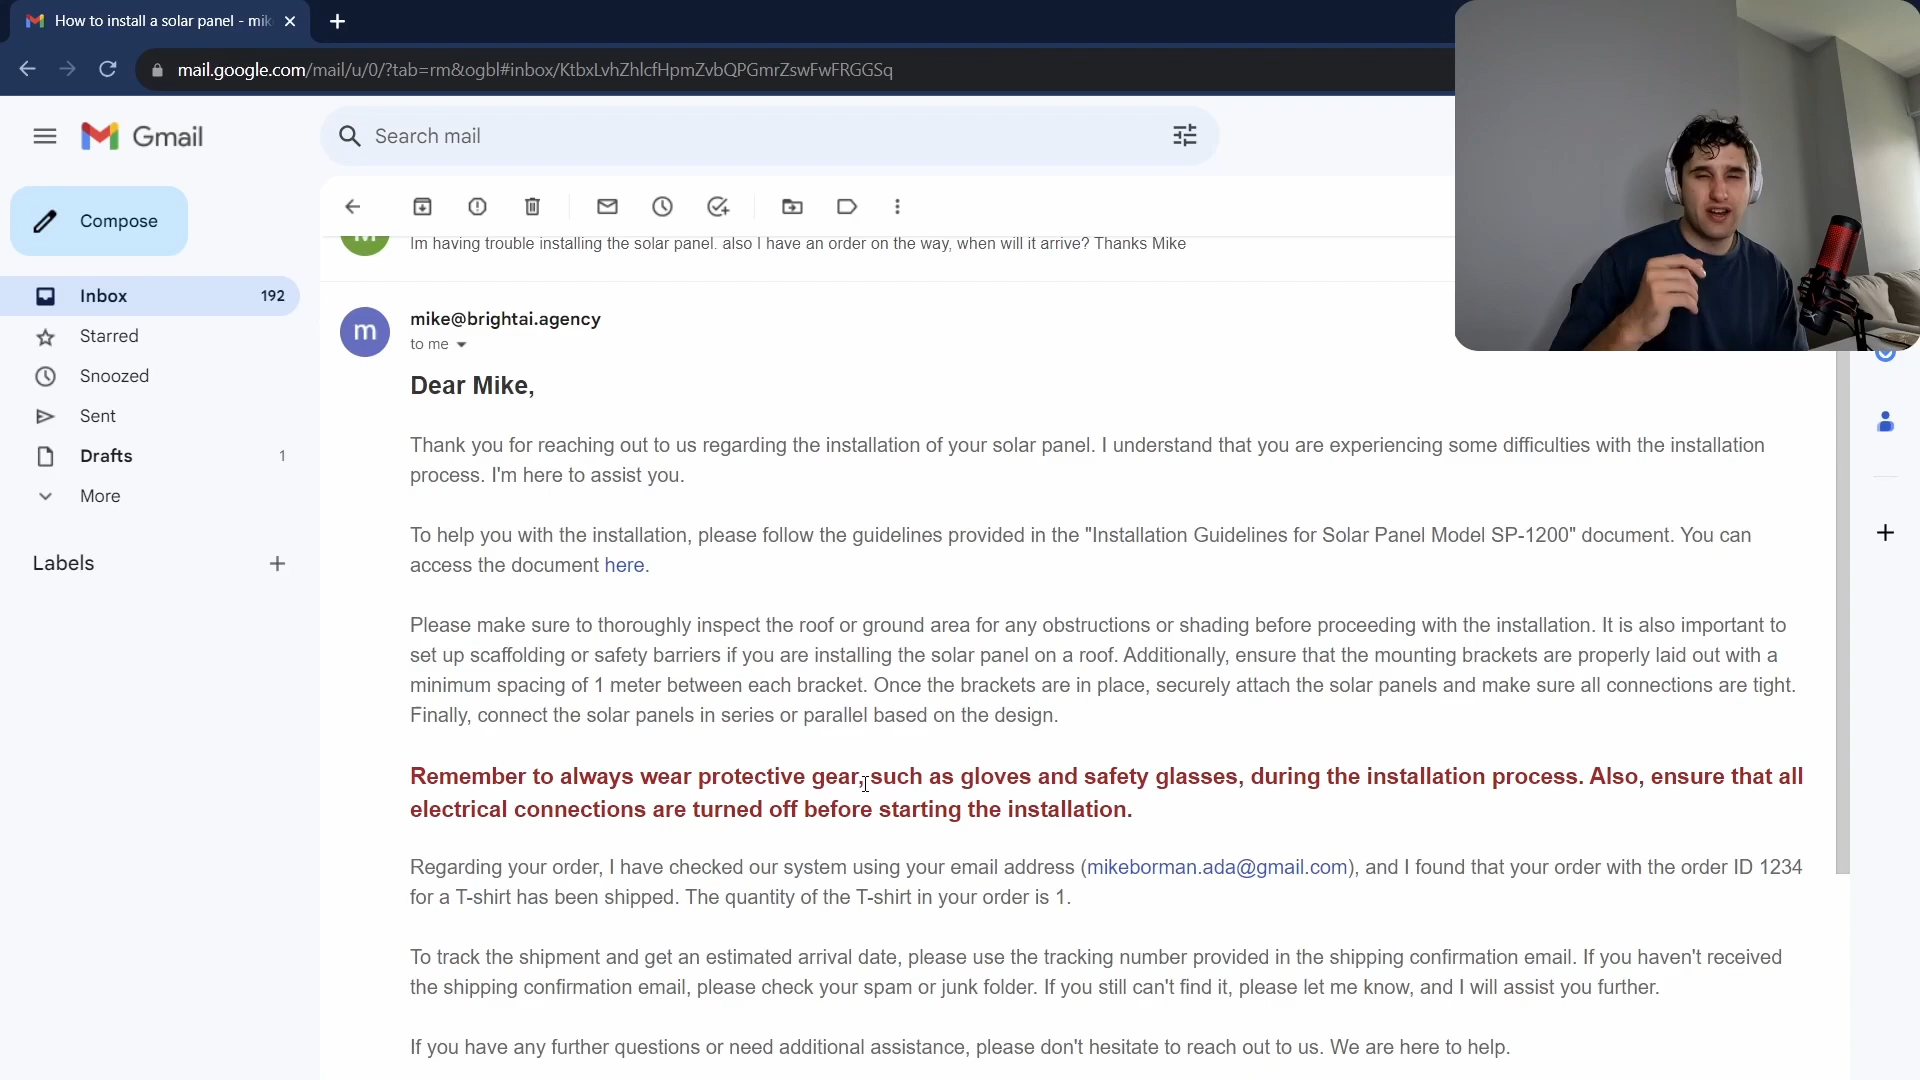 How to install a solar panel - mik
mail.google.com/mail/u/0/?tab=rm&ogbl#inbox/KtbxLvhZhlcfHpmZvbQPGmrZswFwFRGGSq
Gmail
Search mail
Compose
Im having trouble installing the solar panel. also I have an order on the way, when will it arrive? Thanks Mike
Inbox 192
Starred
Snoozed
Sent
Drafts 1
More
Labels
m
mike@brightai.agency
to me
Dear Mike,
Thank you for reaching out to us regarding the installation of your solar panel. I understand that you are experiencing some difficulties with the installation
process. I'm here to assist you.
To help you with the installation, please follow the guidelines provided in the "Installation Guidelines for Solar Panel Model SP-1200" document. You can
access the document here.
Please make sure to thoroughly inspect the roof or ground area for any obstructions or shading before proceeding with the installation. It is also important to
set up scaffolding or safety barriers if you are installing the solar panel on a roof. Additionally, ensure that the mounting brackets are properly laid out with a
minimum spacing of 1 meter between each bracket. Once the brackets are in place, securely attach the solar panels and make sure all connections are tight.
Finally, connect the solar panels in series or parallel based on the design.
Remember to always wear protective gear, such as gloves and safety glasses, during the installation process. Also, ensure that all
electrical connections are turned off before starting the installation.
Regarding your order, I have checked our system using your email address (mikeborman.ada@gmail.com), and I found that your order with the order ID 1234
for a T-shirt has been shipped. The quantity of the T-shirt in your order is 1.
To track the shipment and get an estimated arrival date, please use the tracking number provided in the shipping confirmation email. If you haven't received
the shipping confirmation email, please check your spam or junk folder. If you still can't find it, please let me know, and I will assist you further.
If you have any further questions or need additional assistance, please don't hesitate to reach out to us. We are here to help.